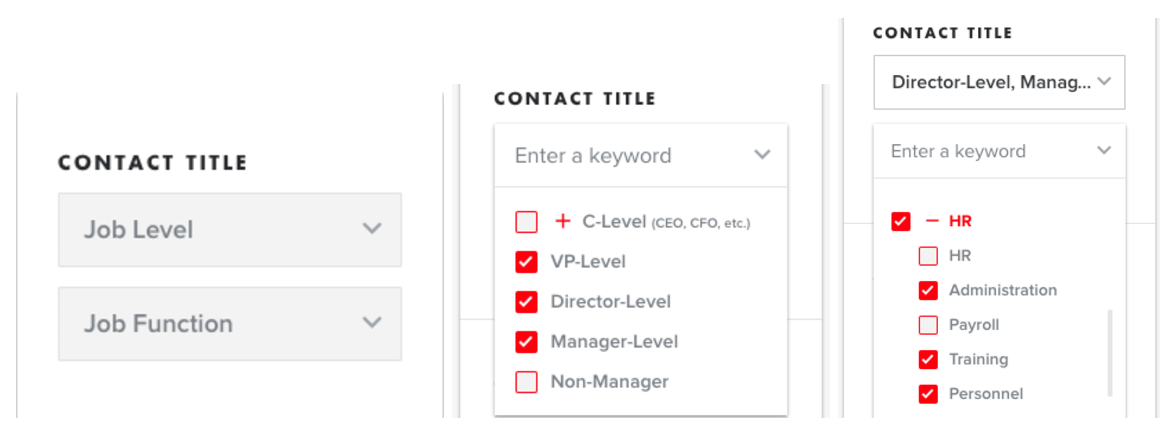 CONTACT TITLE
Job Level
Job Function
CONTACT TITLE
Enter a keyword
+ C-Level (CEO, CFO, etc.)
VP-Level
Director-Level
Manager-Level
Non-Manager
CONTACT TITLE
Director-Level, Manag...
Enter a keyword
– HR
HR
Administration
Payroll
Training
Personnel